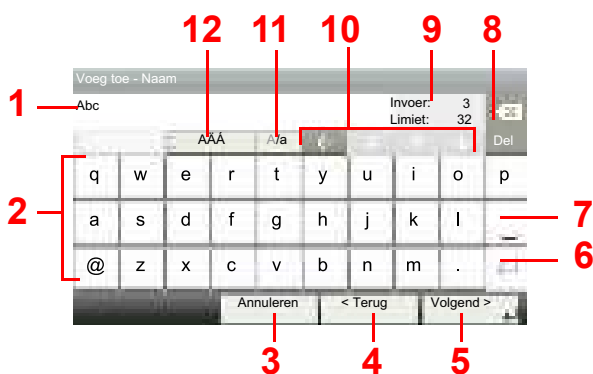 12 11 10 9 8
Voeg toe - Naam
1 Abc Invoer: 3
Limiet: 32
AÄÁ A/a Del
2 q w e r t y u i o p
a s d f g h j k l _ 7
@ z x c v b n m . 6
Annuleren < Terug Volgend >
3 4 5